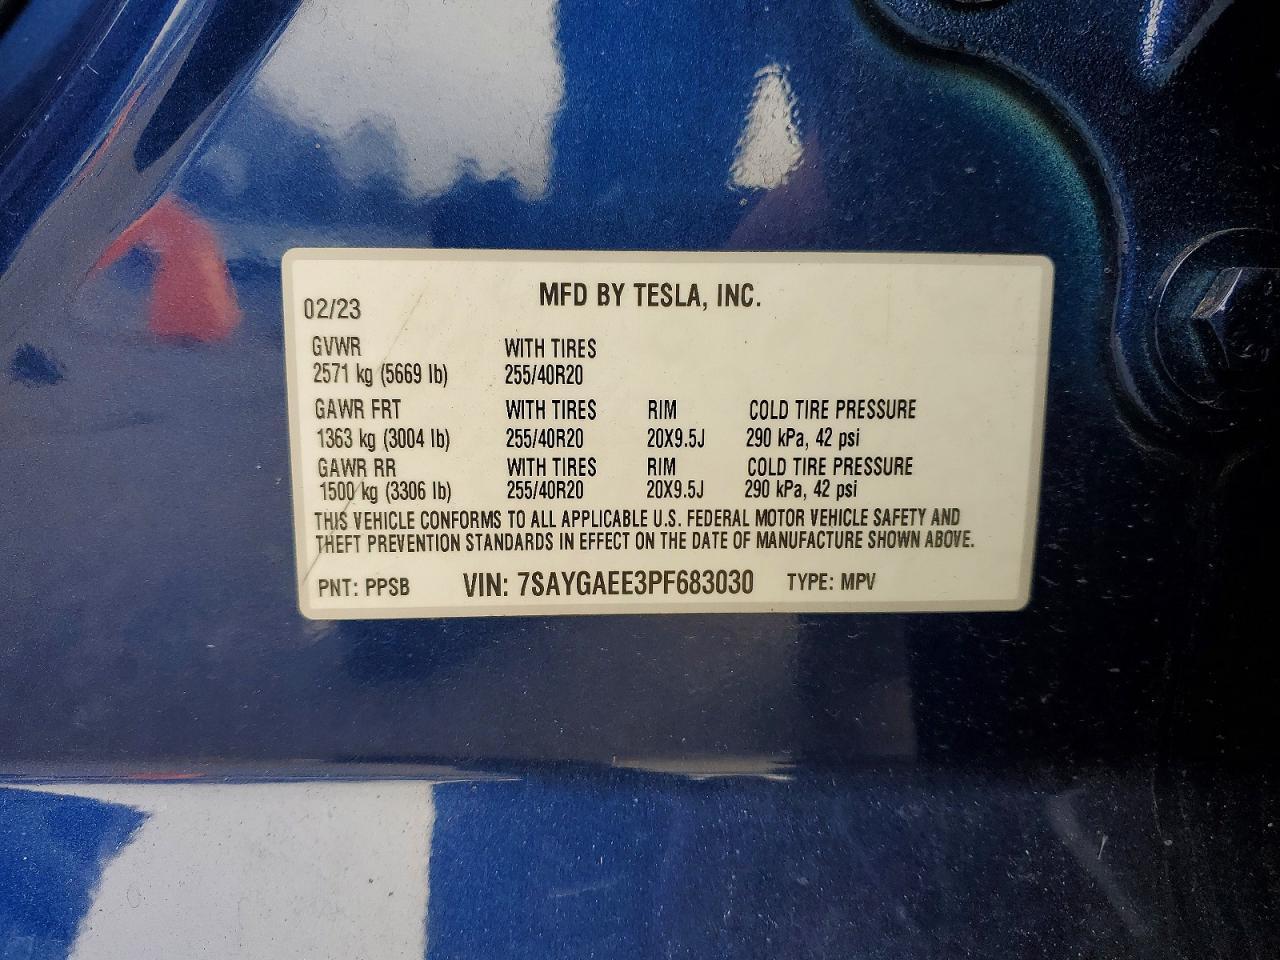 MFD BY TESLA, INC.
02/23
GVWR WITH TIRES
2571 kg (5669 lb) 255/40R20
GAWR FRT WITH TIRES RIM COLD TIRE PRESSURE
1363 kg (3004 lb) 255/40R20 20X9.5J 290 kPa, 42 psi
GAWR RR WITH TIRES RIM COLD TIRE PRESSURE
1500 kg (3306 lb) 255/40R20 20X9.5J 290 kPa, 42 psi
THIS VEHICLE CONFORMS TO ALL APPLICABLE U.S. FEDERAL MOTOR VEHICLE SAFETY AND
THEFT PREVENTION STANDARDS IN EFFECT ON THE DATE OF MANUFACTURE SHOWN ABOVE.
PNT: PPSB VIN: 7SAYGAEE3PF683030 TYPE: MPV